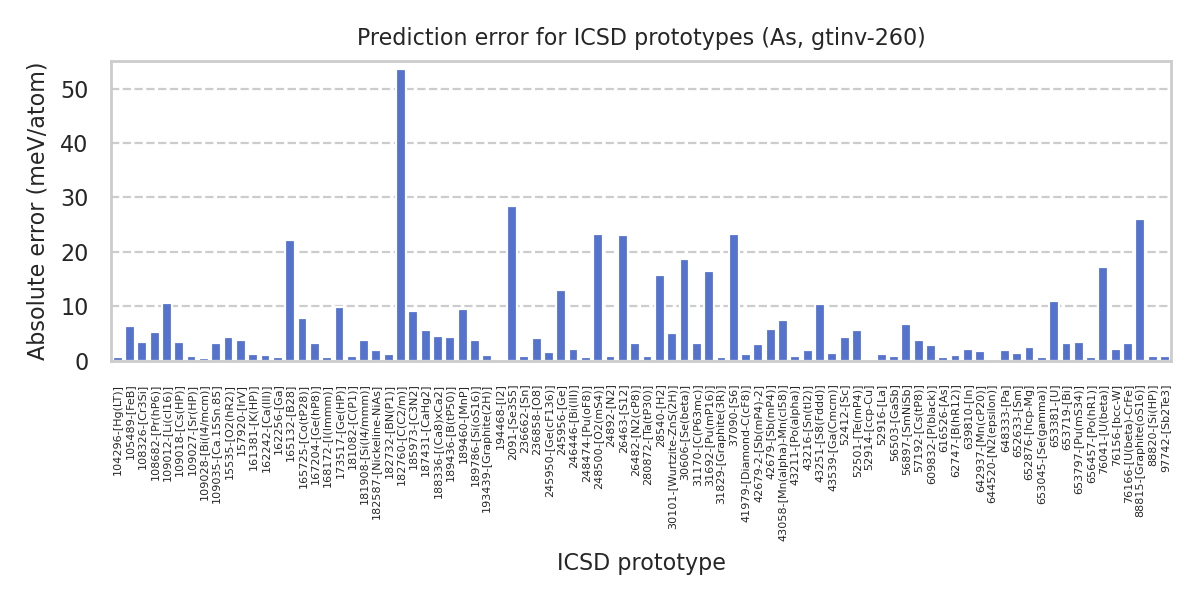 Prediction error for ICSD prototypes (As, gtinv-260)
Absolute error (meV/atom)
50
40
30
20
10
0
104296-[Hg(LT)]
105489-[FeB]
108326-[Cr3Si]
108682-[Pr(hP6)]
109012-[Li(cI16)]
109018-[Cs(HP)]
109027-[Sr(HP)]
109028-[Bi(I4/mcm)]
109035-[Ca.15Sn.85]
15535-[O2(hR2)]
157920-[IrV]
161381-[K(HP)]
162242-[Ca(III)]
162256-[Ga]
165132-[B28]
165725-[Co(tP28)]
167204-[Ge(hP8)]
168172-[I(Immm)]
173517-[Ge(HP)]
181082-[C(P1)]
181908-[Si(I4/mmm)]
182587-[Nickeline-NiAs]
182732-[BN(P1)]
182760-[C(C2/m)]
185973-[C3N2]
187431-[CaHg2]
188336-[(Ca8)xCa2]
189436-[B(tP50)]
189460-[MnP]
189786-[Si(oS16)]
193439-[Graphite(2H)]
194468-[I2]
2091-[Se3S5]
236662-[Sn]
236858-[O8]
245950-[Ge(cF136)]
245956-[Ge]
246446-[Bi(III)]
248474-[Pu(oF8)]
248500-[O2(mS4)]
24892-[N2]
26463-[S12]
26482-[N2(cP8)]
280872-[Ta(tP30)]
28540-[H2]
30101-[Wurtzite-ZnS(2H)]
30606-[Se(beta)]
31170-[C(P63mc)]
31692-[Pu(mP16)]
31829-[Graphite(3R)]
37090-[S6]
41979-[Diamond-C(cF8)]
42679-2-[Sb(mP4)-2]
42679-[Sb(mP4)]
43058-[Mn(alpha)-Mn(cI58)]
43211-[Po(alpha)]
43216-[Sn(tI2)]
43251-[S8(Fddd)]
43539-[Ga(Cmcm)]
52412-[Sc]
52501-[Te(mP4)]
52914-[ccp-Cu]
52916-[La]
56503-[GaSb]
56897-[SmNiSb]
57192-[Cs(tP8)]
609832-[P(black)]
616526-[As]
62747-[B(hR12)]
639810-[In]
642937-[Mn(cP20)]
644520-[N2(epsilon)]
648333-[Pa]
652633-[Sm]
652876-[hcp-Mg]
653045-[Se(gamma)]
653381-[U]
653719-[Bi]
653797-[Pu(mS34)]
656457-[Po(hR1)]
76041-[U(beta)]
76156-[bcc-W]
76166-[U(beta)-CrFe]
88815-[Graphite(oS16)]
88820-[Si(HP)]
97742-[Sb2Te3]
ICSD prototype